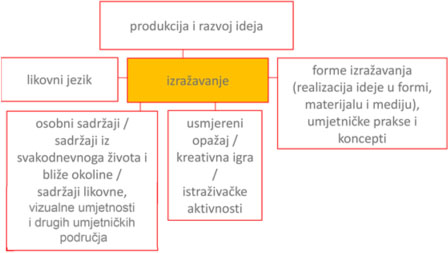 produkcija i razvoj ideja
likovni jezik
izražavanje
forme izražavanja
(realizacija ideje u formi,
materijalu i mediju),
umjetničke prakse i
koncepti
osobni sadržaji /
sadržaji iz
svakodnevnoga života i
bliže okoline /
sadržaji likovne,
vizualne umjetnosti
i drugih umjetničkih
područja
usmjereni
opažaj /
kreativna igra
/
istraživačke
aktivnosti